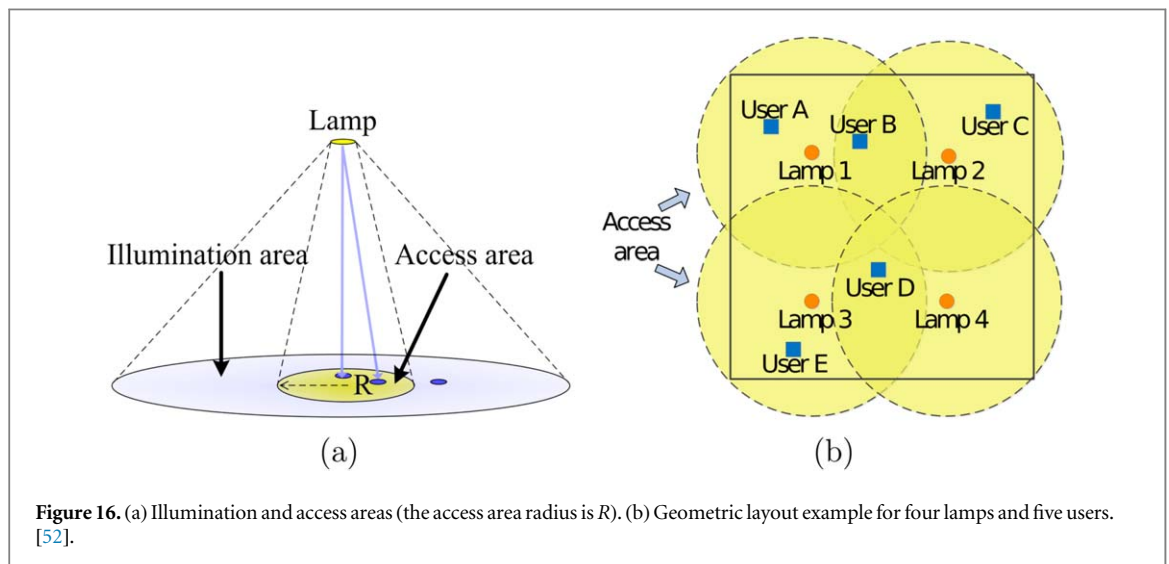 Lamp
Illumination area
Access area
R
(a)
User A
User B
User C
Lamp 1
Lamp 2
Access
area
User D
Lamp 3
Lamp 4
User E
(b)
Figure 16. (a) Illumination and access areas (the access area radius is R). (b) Geometric layout example for four lamps and five users.
[52].